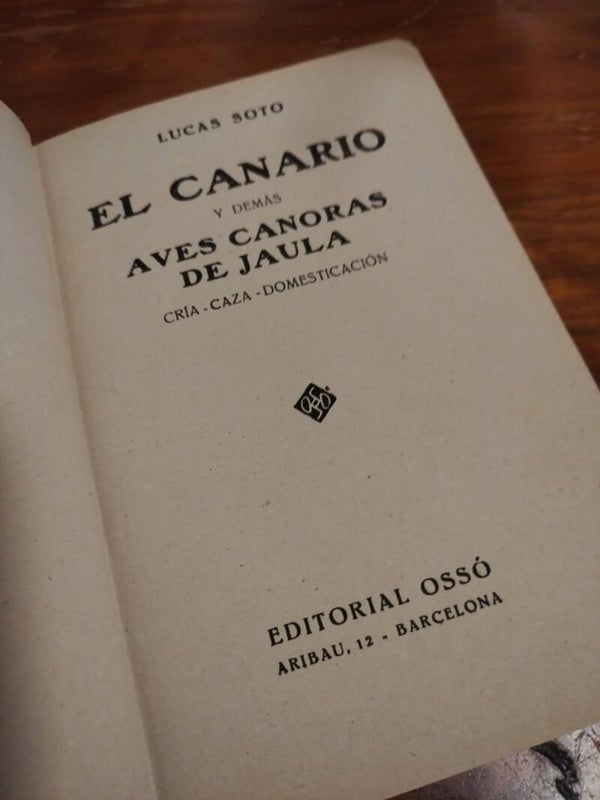 LUCAS SOTO
EL CANARIO
Y DEMÁS
AVES CANORAS
DE JAULA
CRÍA - CAZA - DOMESTICACIÓN
EDITORIAL OSSÓ
ARIBAU, 12 - BARCELONA